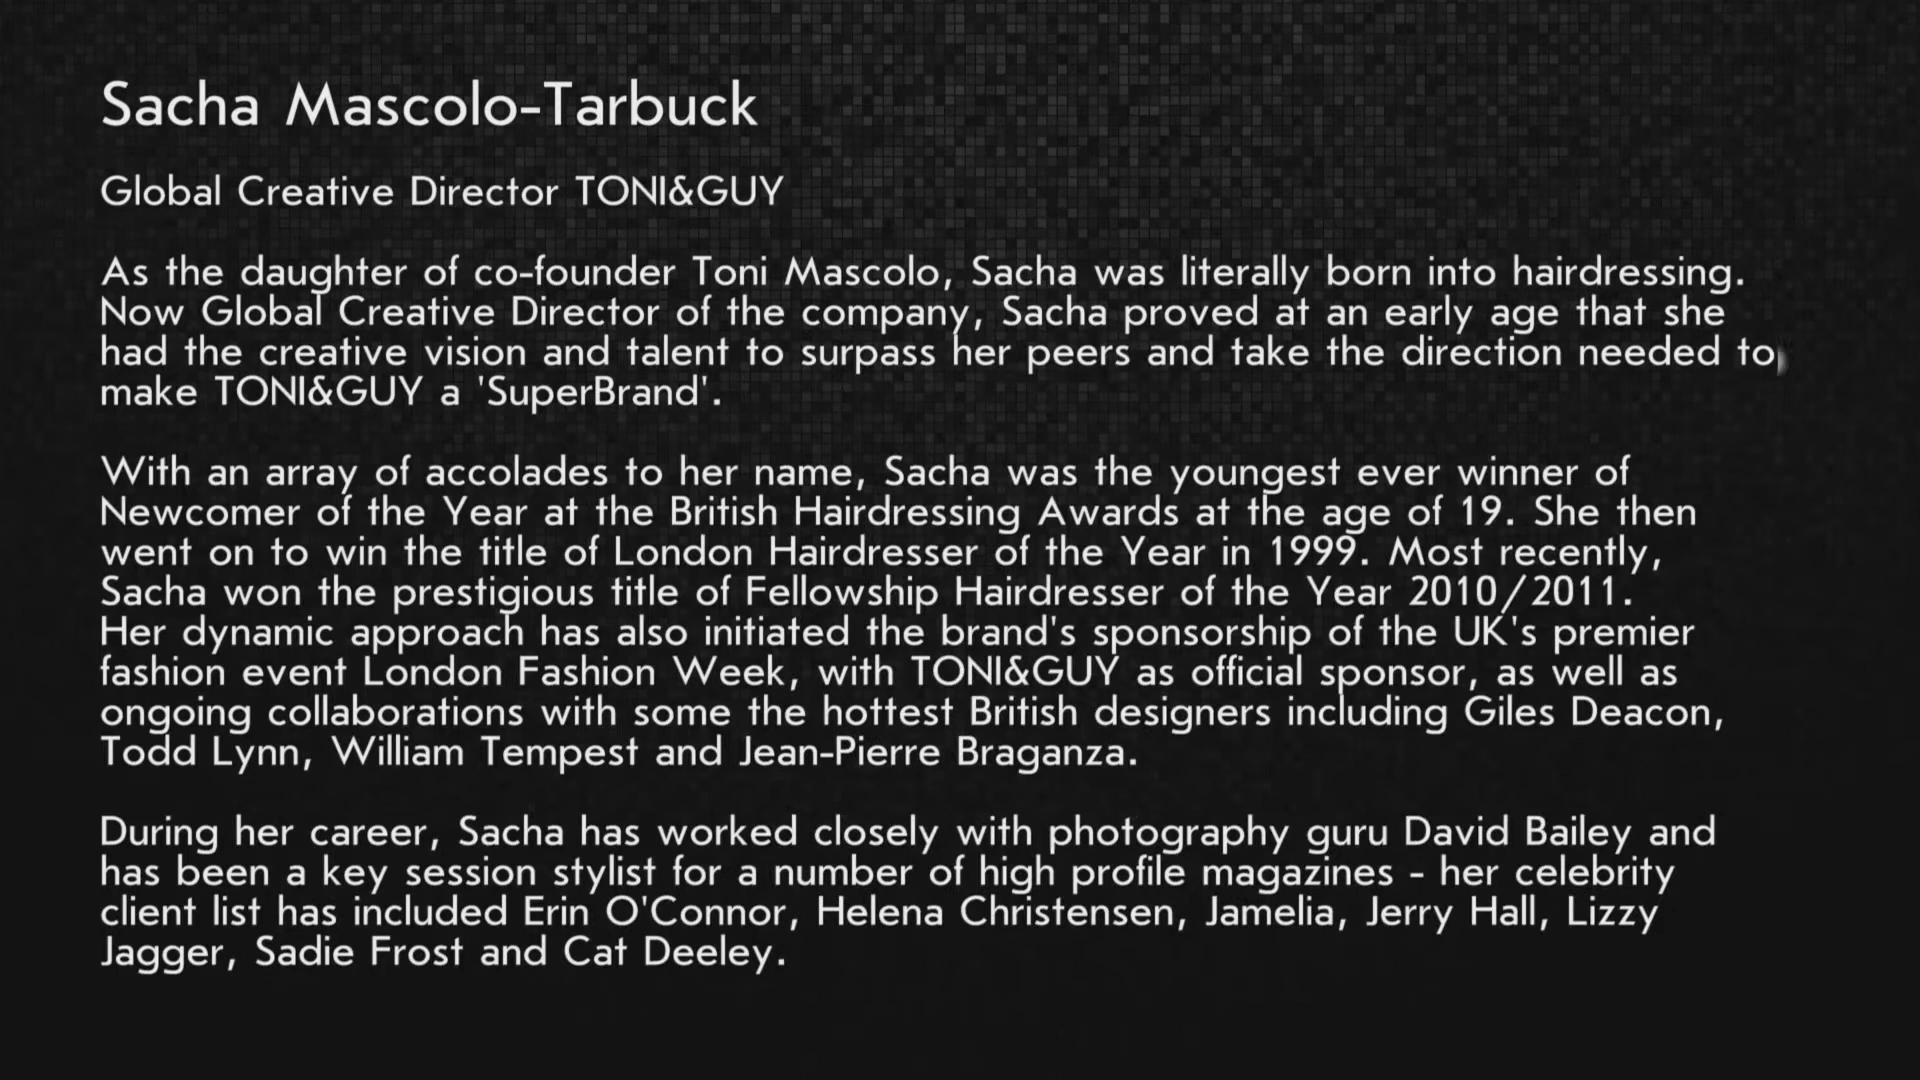 Sacha Mascolo-Tarbuck
Global Creative Director TONI&GUY
As the daughter of co-founder Toni Mascolo, Sacha was literally born into hairdressing.
Now Global Creative Director of the company, Sacha proved at an early age that she
had the creative vision and talent to surpass her peers and take the direction needed to
make TONI&GUY a 'SuperBrand'.
With an array of accolades to her name, Sacha was the youngest ever winner of
Newcomer of the Year at the British Hairdressing Awards at the age of 19. She then
went on to win the title of London Hairdresser of the Year in 1999. Most recently,
Sacha won the prestigious title of Fellowship Hairdresser of the Year 2010/2011.
Her dynamic approach has also initiated the brand's sponsorship of the UK's premier
fashion event London Fashion Week, with TONI&GUY as official sponsor, as well as
ongoing collaborations with some the hottest British designers including Giles Deacon,
Todd Lynn, William Tempest and Jean-Pierre Braganza.
During her career, Sacha has worked closely with photography guru David Bailey and
has been a key session stylist for a number of high profile magazines - her celebrity
client list has included Erin O'Connor, Helena Christensen, Jamelia, Jerry Hall, Lizzy
Jagger, Sadie Frost and Cat Deeley.